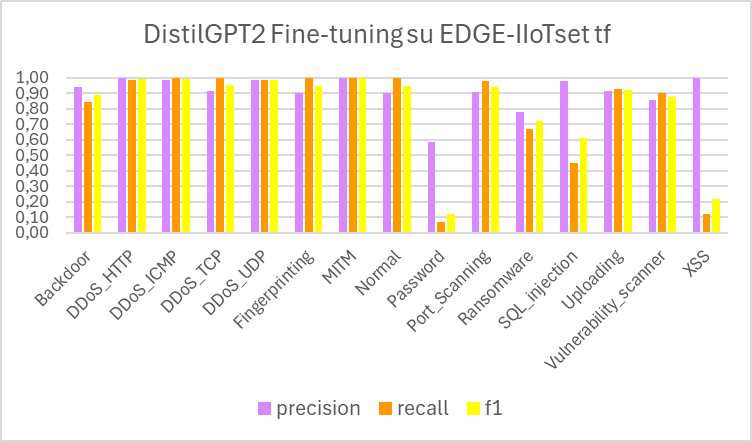 DistilGPT2 Fine-tuning su EDGE-IIoTset tf
1,00
0,90
0,80
0,70
0,60
0,50
0,40
0,30
0,20
0,10
0,00
Backdoor
DDoS_HTTP
DDoS_ICMP
DDoS_TCP
DDoS_UDP
Fingerprinting
MITM
Normal
Password
Port_Scanning
Ransomware
SQL_injection
Uploading
Vulnerability_scanner
XSS
precision recall f1